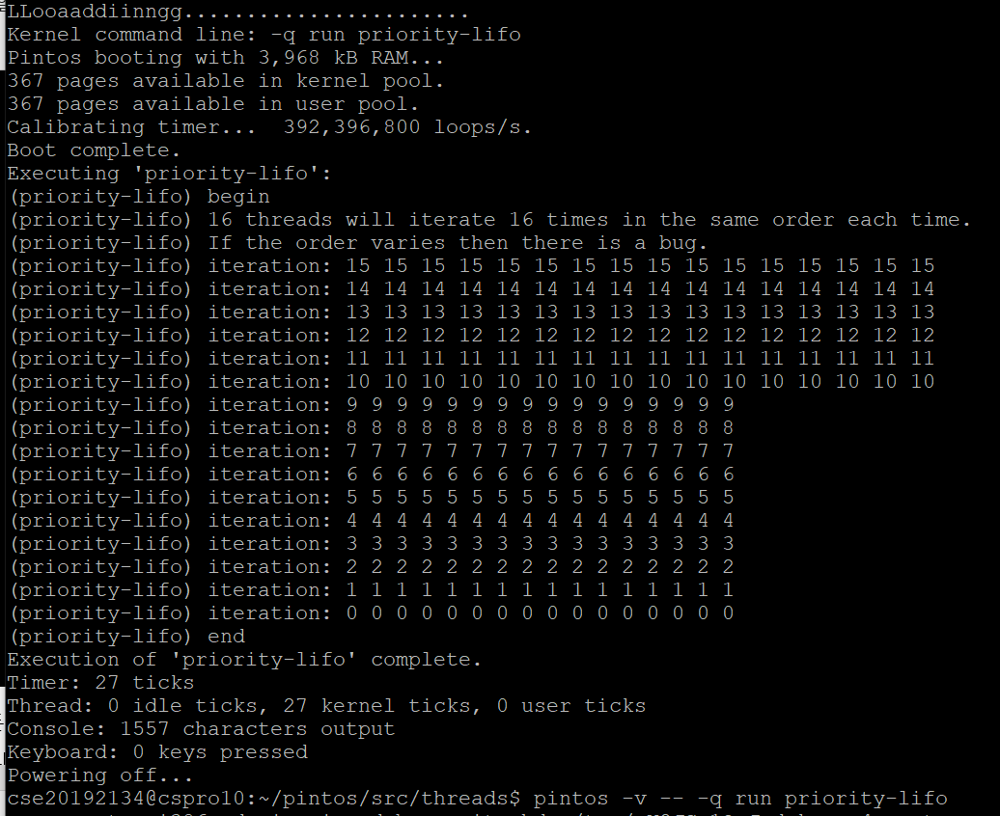 LLooaaddiinngg.......................
Kernel command line: -q run priority-lifo
Pintos booting with 3,968 kB RAM...
367 pages available in kernel pool.
367 pages available in user pool.
Calibrating timer...  392,396,800 loops/s.
Boot complete.
Executing 'priority-lifo':
(priority-lifo) begin
(priority-lifo) 16 threads will iterate 16 times in the same order each time.
(priority-lifo) If the order varies then there is a bug.
(priority-lifo) iteration: 15 15 15 15 15 15 15 15 15 15 15 15 15 15 15 15
(priority-lifo) iteration: 14 14 14 14 14 14 14 14 14 14 14 14 14 14 14 14
(priority-lifo) iteration: 13 13 13 13 13 13 13 13 13 13 13 13 13 13 13 13
(priority-lifo) iteration: 12 12 12 12 12 12 12 12 12 12 12 12 12 12 12 12
(priority-lifo) iteration: 11 11 11 11 11 11 11 11 11 11 11 11 11 11 11 11
(priority-lifo) iteration: 10 10 10 10 10 10 10 10 10 10 10 10 10 10 10 10
(priority-lifo) iteration: 9 9 9 9 9 9 9 9 9 9 9 9 9 9 9 9
(priority-lifo) iteration: 8 8 8 8 8 8 8 8 8 8 8 8 8 8 8 8
(priority-lifo) iteration: 7 7 7 7 7 7 7 7 7 7 7 7 7 7 7 7
(priority-lifo) iteration: 6 6 6 6 6 6 6 6 6 6 6 6 6 6 6 6
(priority-lifo) iteration: 5 5 5 5 5 5 5 5 5 5 5 5 5 5 5 5
(priority-lifo) iteration: 4 4 4 4 4 4 4 4 4 4 4 4 4 4 4 4
(priority-lifo) iteration: 3 3 3 3 3 3 3 3 3 3 3 3 3 3 3 3
(priority-lifo) iteration: 2 2 2 2 2 2 2 2 2 2 2 2 2 2 2 2
(priority-lifo) iteration: 1 1 1 1 1 1 1 1 1 1 1 1 1 1 1 1
(priority-lifo) iteration: 0 0 0 0 0 0 0 0 0 0 0 0 0 0 0 0
(priority-lifo) end
Execution of 'priority-lifo' complete.
Timer: 27 ticks
Thread: 0 idle ticks, 27 kernel ticks, 0 user ticks
Console: 1557 characters output
Keyboard: 0 keys pressed
Powering off...
cse20192134@cspro10:~/pintos/src/threads$ pintos -v -- -q run priority-lifo